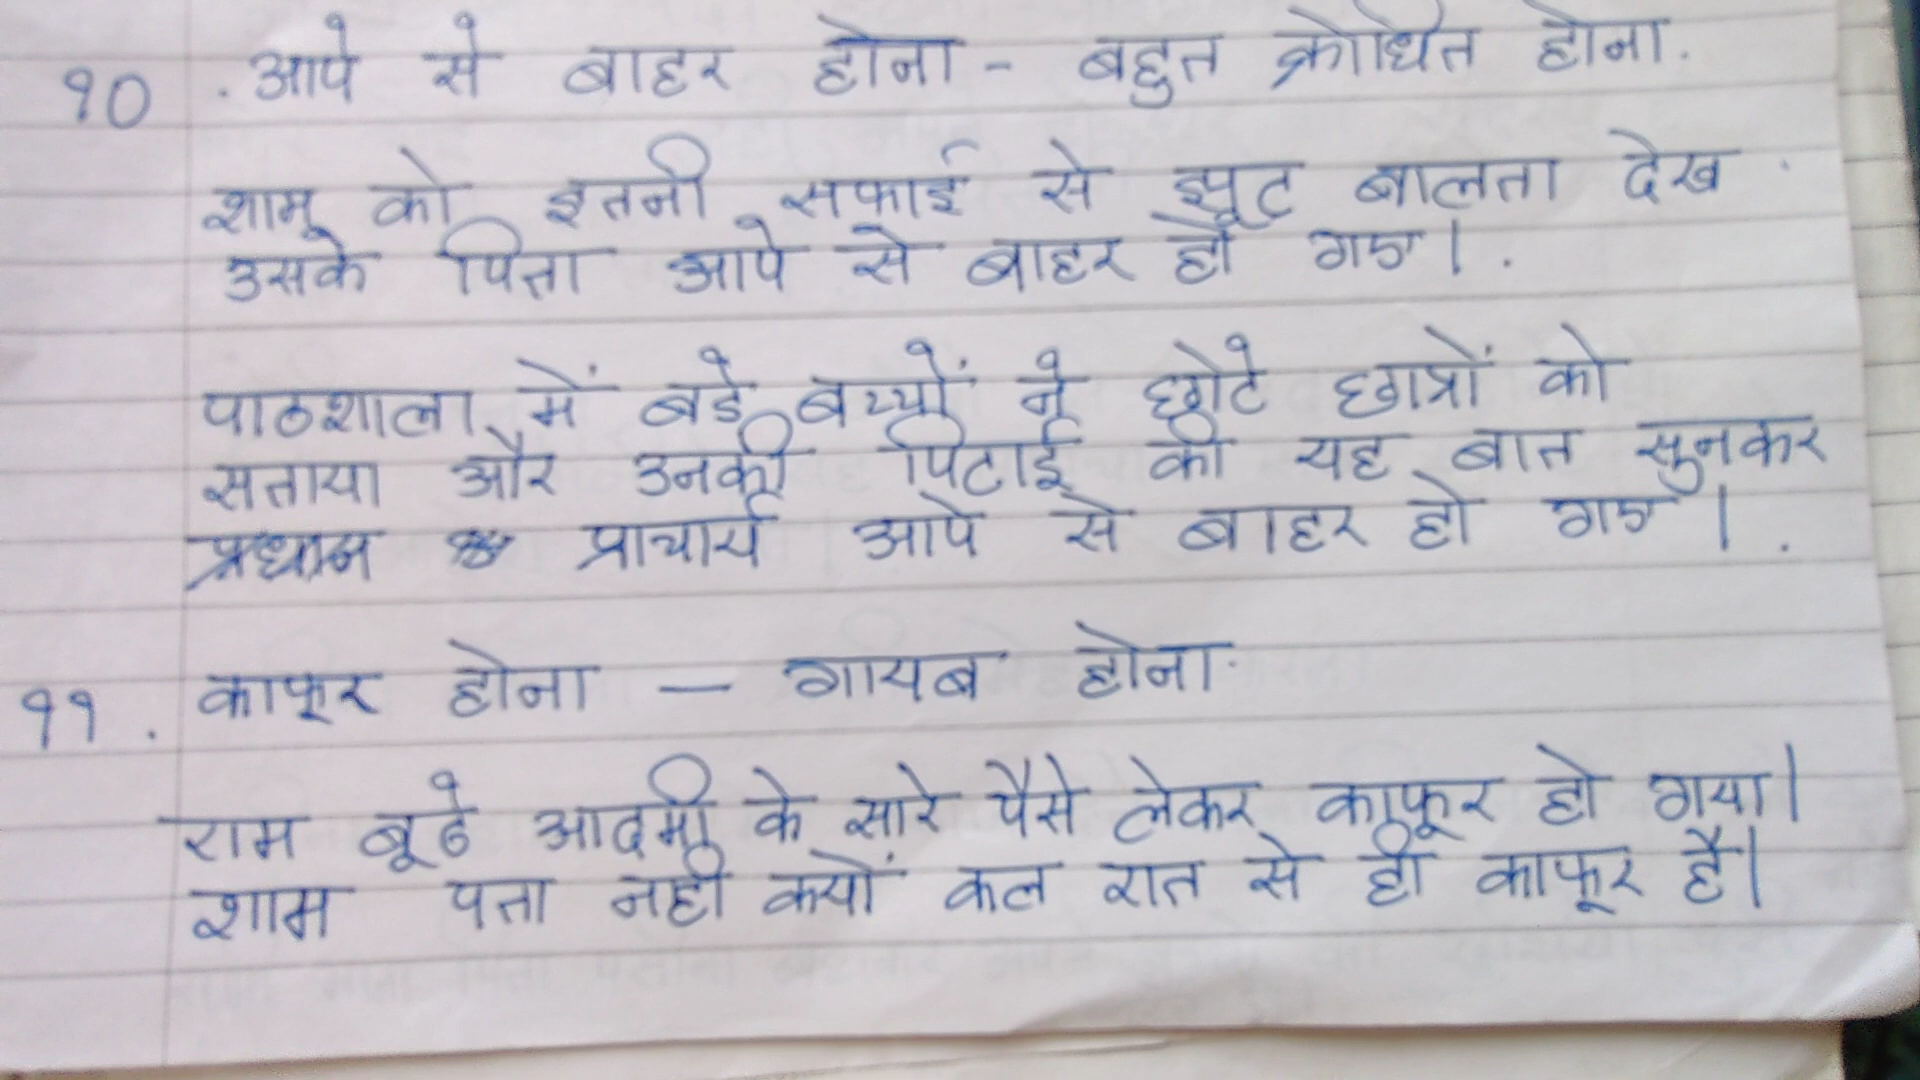 १० . आपे से बाहर होना - बहुत क्रोधित होना.
शामू को इतनी सफाई से झूट बालता देख
उसके पिता आपे से बाहर हो गए।.
पाठशाला में बडे बच्चों ने छोटे छात्रों को
सताया और उनकी पिटाई की यह बात सुनकर
प्रधान प्राचार्य आपे से बाहर हो गए।.
११. काफूर होना - गायब होना.
राम बूढे आदमी के सारे पैसे लेकर काफूर हो गया।
शाम पता नही क्यों कल रात से ही काफूर है।